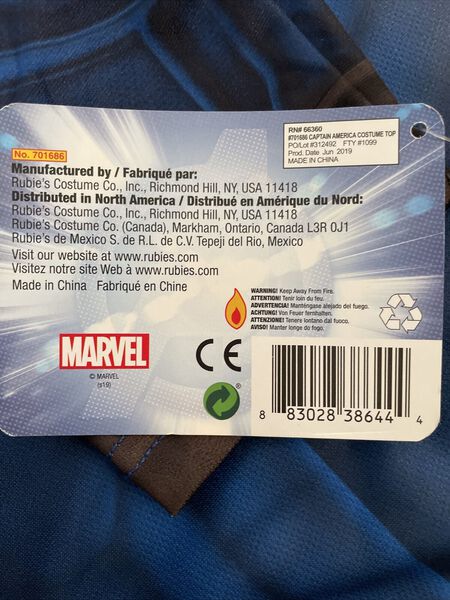 RN# 66360
#701686 CAPTAIN AMERICA COSTUME TOP
PO/Lot #312492 FTY #1099
Prod. Date Jun 2019
MADE IN CHINA
No. 701686
Manufactured by / Fabriqué par:
Rubie's Costume Co., Inc., Richmond Hill, NY, USA 11418
Distributed in North America / Distribué en Amérique du Nord:
Rubie's Costume Co., Inc., Richmond Hill, NY, USA 11418
Rubie's Costume Co. (Canada), Markham, Ontario, Canada L3R 0J1
Rubie's de Mexico S. de R.L. de C.V. Tepeji del Rio, Mexico
Visit our website at www.rubies.com
Visitez notre site Web à www.rubies.com
Made in China Fabriqué en Chine
WARNING! Keep Away From Fire.
ATTENTION! Tenir loin du feu.
ADVERTENCIA! Manténgase alejado del fuego.
ACHTUNG! Von Feuer fernhalten.
ATTENZIONE! Tenere lontano dal fuoco.
AVISO! Manter longe do fogo.
MARVEL
© MARVEL
(s19)
CE
®
8 83028 38644 4